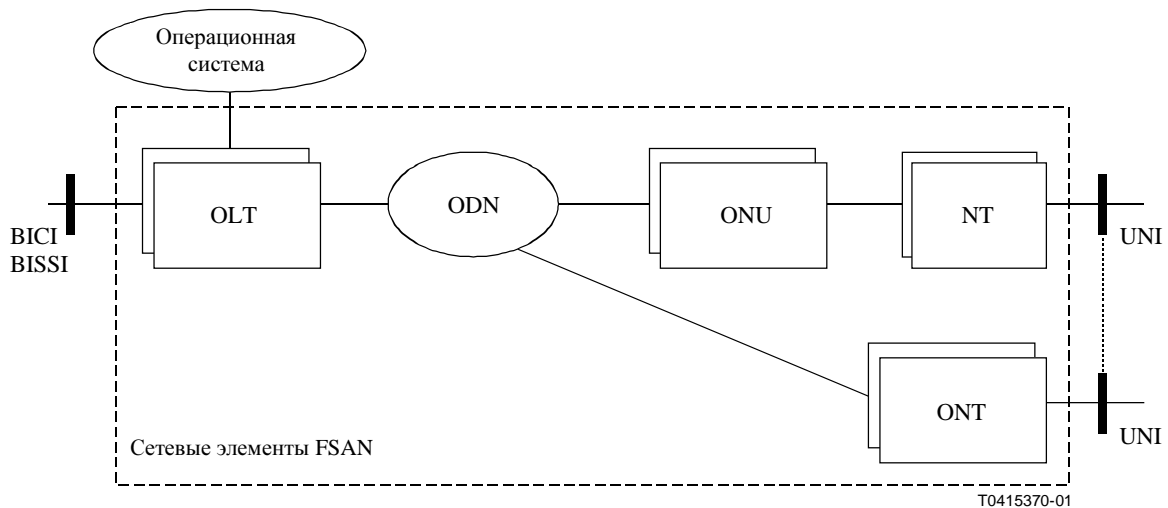 Операционная
система
OLT
ODN
ONU
NT
BICI
BISSI
UNI
ONT
UNI
Сетевые элементы FSAN
T0415370-01